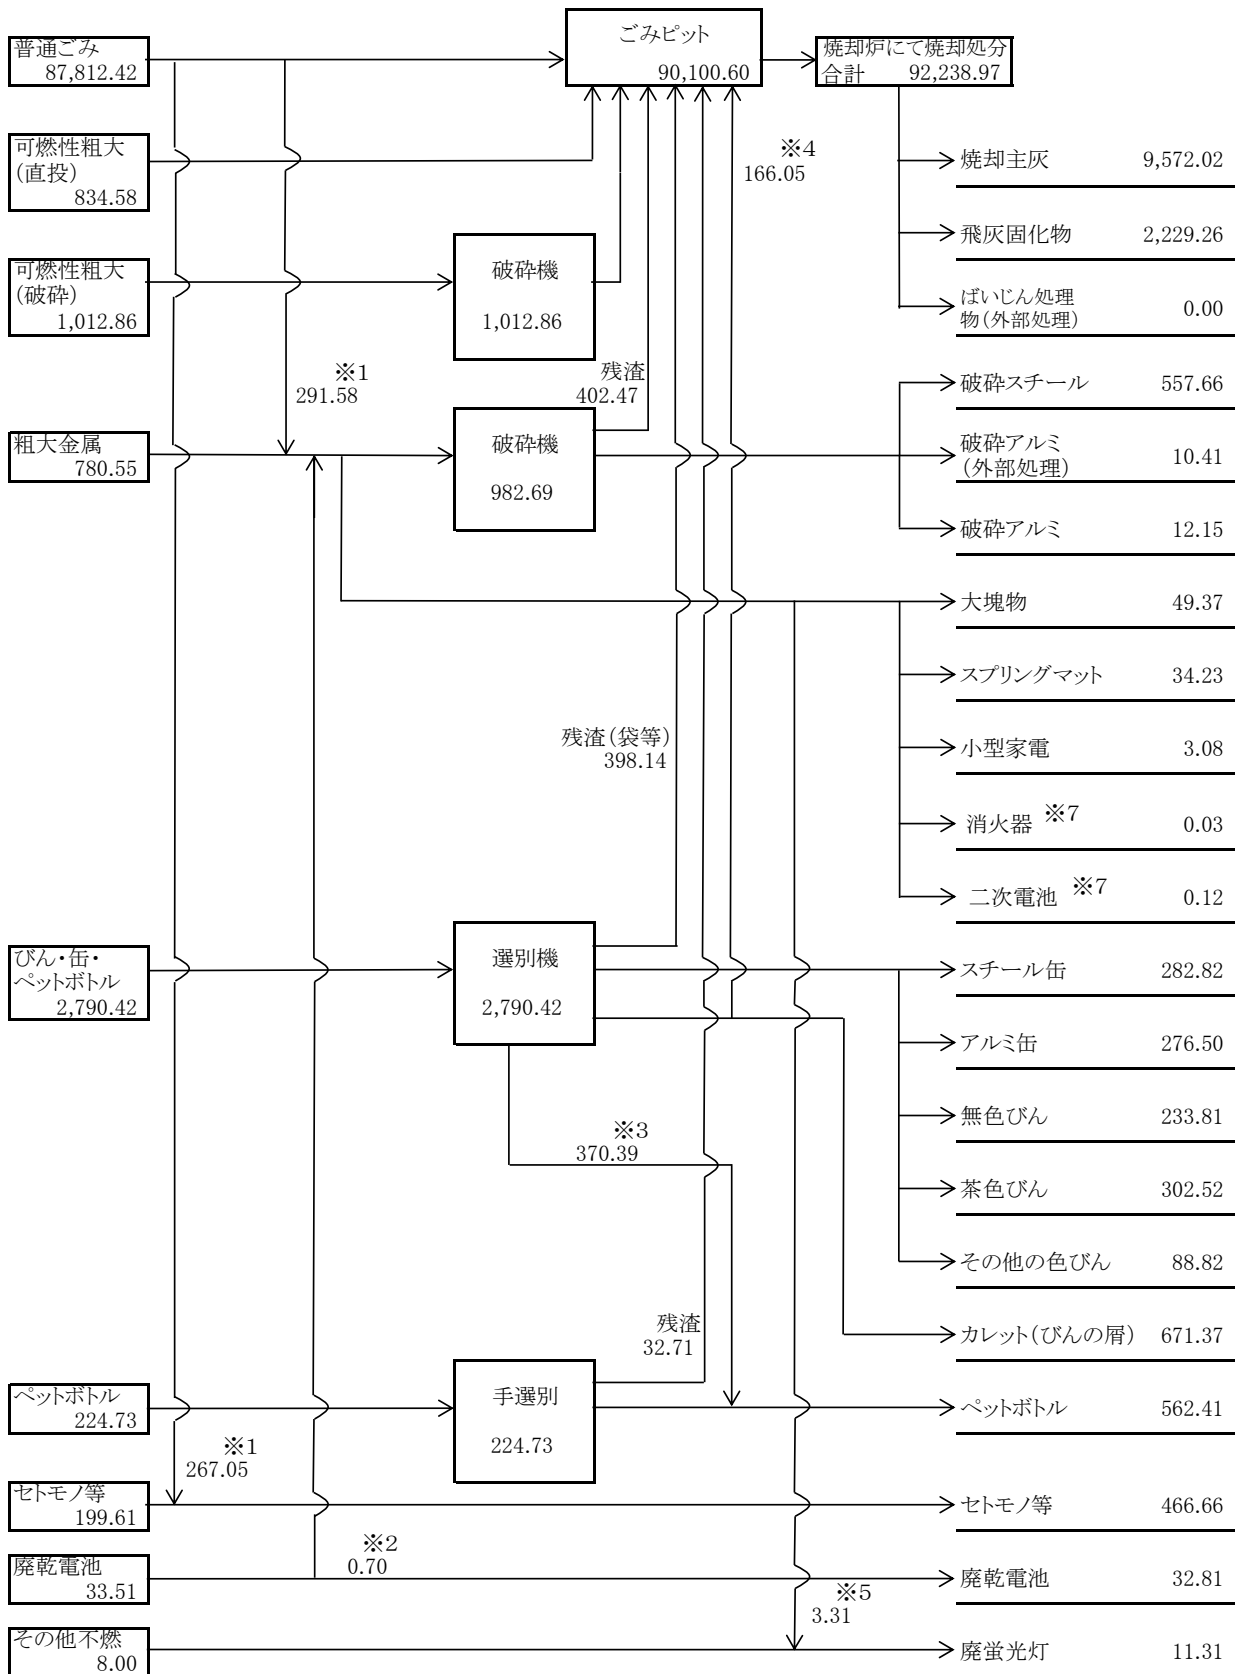 普通ごみ
87,812.42
ごみピット
90,100.60
焼却炉にて焼却処分
合計 92,238.97
可燃性粗大
(直投)
834.58
※4
166.05
焼却主灰 9,572.02
飛灰固化物 2,229.26
可燃性粗大
(破砕)
1,012.86
破砕機
1,012.86
ばいじん処理
物(外部処理) 0.00
※1
291.58
残渣
402.47
破砕スチール 557.66
粗大金属
780.55
破砕機
982.69
破砕アルミ
(外部処理) 10.41
破砕アルミ 12.15
大塊物 49.37
スプリングマット 34.23
残渣(袋等)
398.14
小型家電 3.08
消火器 ※7 0.03
二次電池 ※7 0.12
びん・缶・
ペットボトル
2,790.42
選別機
2,790.42
スチール缶 282.82
アルミ缶 276.50
無色びん 233.81
※3
370.39
茶色びん 302.52
その他の色びん 88.82
残渣
32.71
カレット(びんの屑) 671.37
ペットボトル
224.73
手選別
224.73
ペットボトル 562.41
※1
267.05
セトモノ等
199.61
セトモノ等 466.66
※2
0.70
廃乾電池
33.51
廃乾電池 32.81
※5
3.31
その他不燃
8.00
廃蛍光灯 11.31